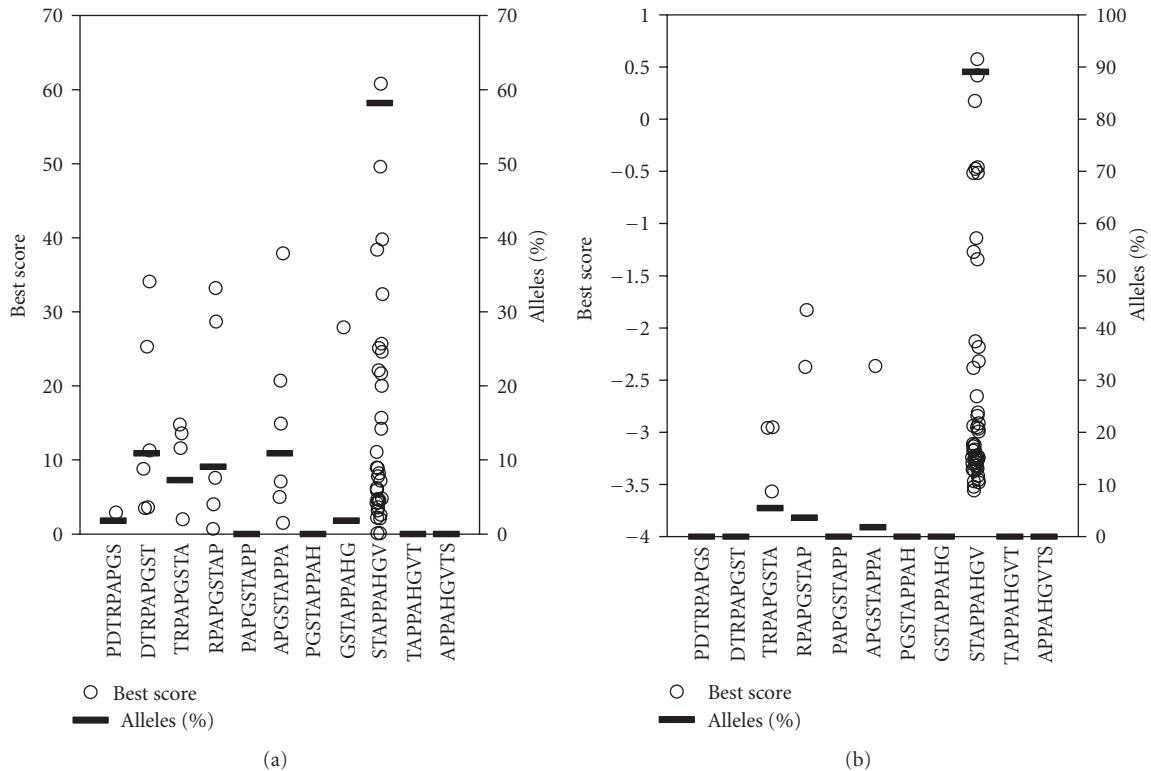 70
60
50
40
30
20
10
0
Best score
70
60
50
40
30
20
10
0
Alleles (%)
PDTRPAPGS
DTRPAPGST
TRPAPGSTA
RPAPGSTAP
PAPGSTAPP
APGSTAPPA
PGSTAPPAH
GSTAPPAHG
STAPPAHGV
TAPPAHGVT
APPAHGVTS
Best score
Alleles (%)
(a)
1
0.5
0
−0.5
−1
−1.5
−2
−2.5
−3
−3.5
−4
Best score
100
90
80
70
60
50
40
30
20
10
0
Alleles (%)
PDTRPAPGS
DTRPAPGST
TRPAPGSTA
RPAPGSTAP
PAPGSTAPP
APGSTAPPA
PGSTAPPAH
GSTAPPAHG
STAPPAHGV
TAPPAHGVT
APPAHGVTS
Best score
Alleles (%)
(b)